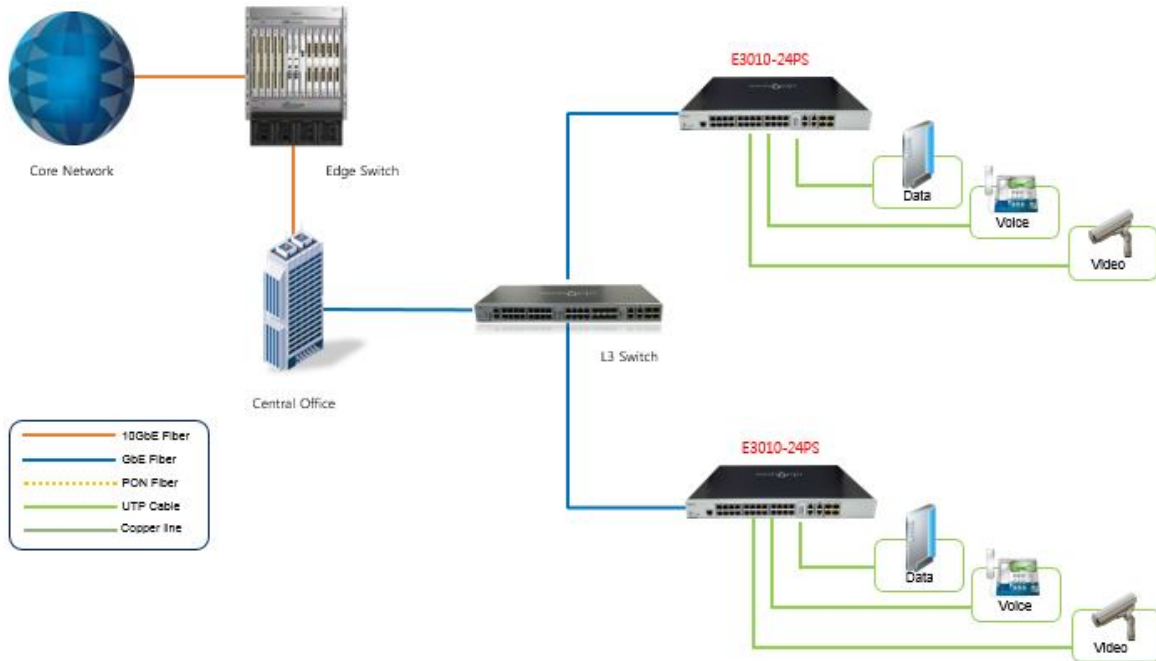 E3010-24PS
Core Network
Edge Switch
Data
Voice
Video
L3 Switch
Central Office
10GbE Fiber
GbE Fiber
PON Fiber
UTP Cable
Copper line
E3010-24PS
Data
Voice
Video